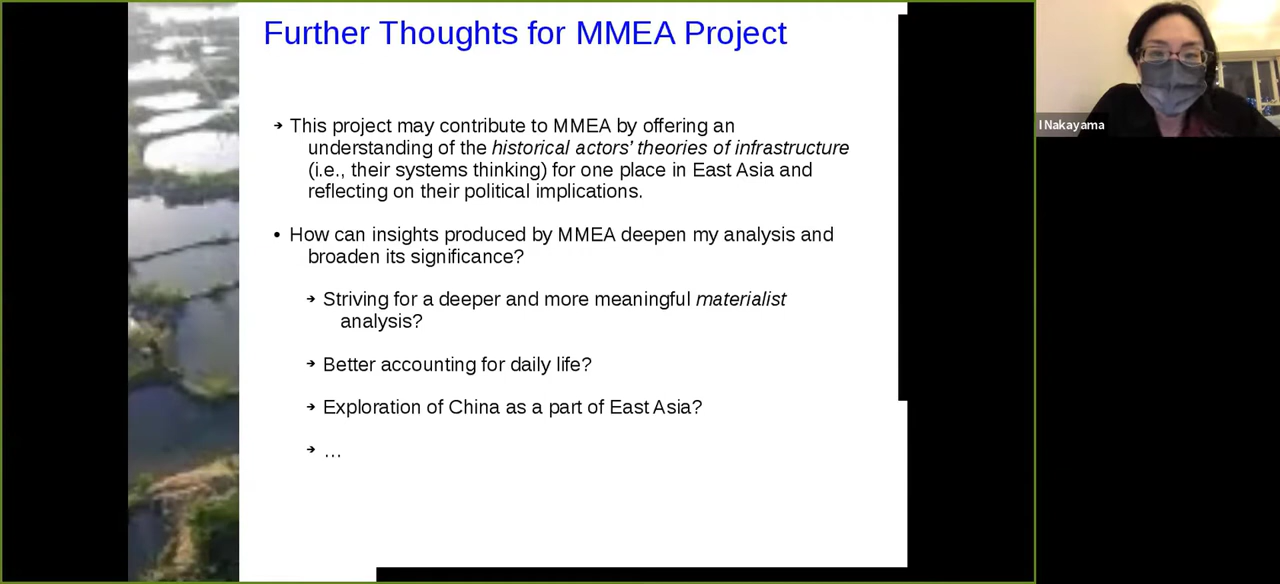 Further Thoughts for MMEA Project
This project may contribute to MMEA by offering an
understanding of the historical actors’ theories of infrastructure
(i.e., their systems thinking) for one place in East Asia and
reflecting on their political implications.
• How can insights produced by MMEA deepen my analysis and
broaden its significance?
Striving for a deeper and more meaningful materialist
analysis?
Better accounting for daily life?
Exploration of China as a part of East Asia?
…
I Nakayama